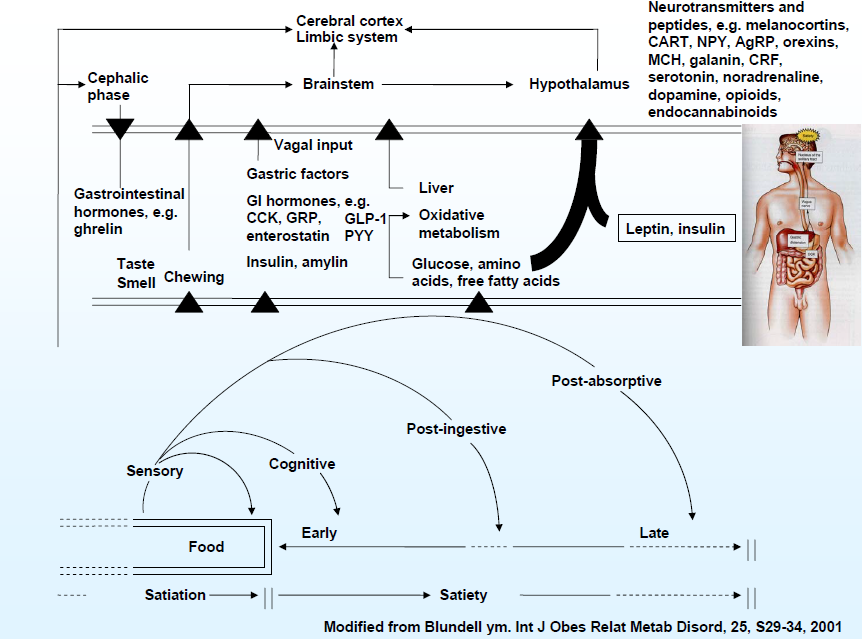 Neurotransmitters and
peptides, e.g. melanocortins,
CART, NPY, AgRP, orexins,
MCH, galanin, CRF,
serotonin, noradrenaline,
dopamine, opioids,
endocannabinoids
Cerebral cortex
Limbic system
Cephalic
phase
Brainstem
Hypothalamus
Vagal input
Gastric factors
Gastrointestinal
hormones, e.g.
ghrelin
GI hormones, e.g.
CCK, GRP,
enterostatin
GLP-1
PYY
Insulin, amylin
Liver
Oxidative
metabolism
Glucose, amino
acids, free fatty acids
Leptin, insulin
Taste
Smell
Chewing
Post-absorptive
Post-ingestive
Cognitive
Sensory
Food
Early
Late
Satiation
Satiety
Modified from Blundell ym. Int J Obes Relat Metab Disord, 25, S29-34, 2001